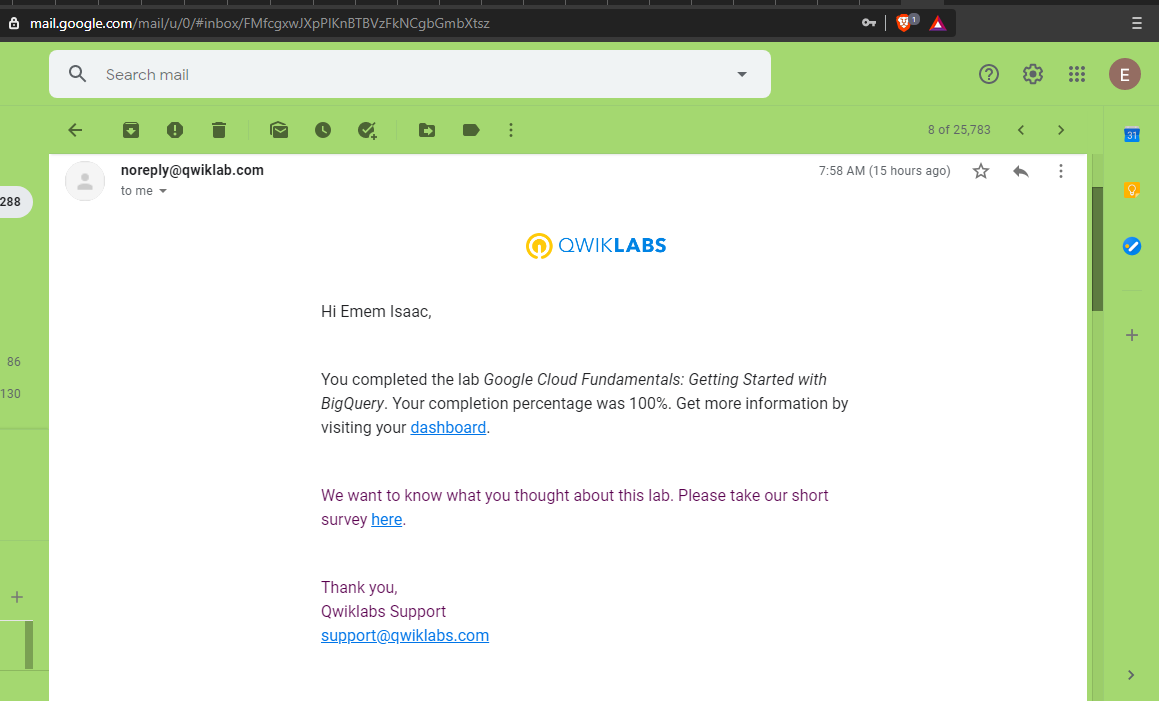 mail.google.com/mail/u/0/#inbox/FMfcgxwJXpPlKnBTBVzFkNCgbGmbXtsz
1
Search mail
E
8 of 25,783
31
noreply@qwiklab.com
7:58 AM (15 hours ago)
to me
288
QWIKLABS
Hi Emem Isaac,
86
You completed the lab Google Cloud Fundamentals: Getting Started with
130
BigQuery. Your completion percentage was 100%. Get more information by
visiting your dashboard.
We want to know what you thought about this lab. Please take our short
survey here.
Thank you,
Qwiklabs Support
support@qwiklabs.com